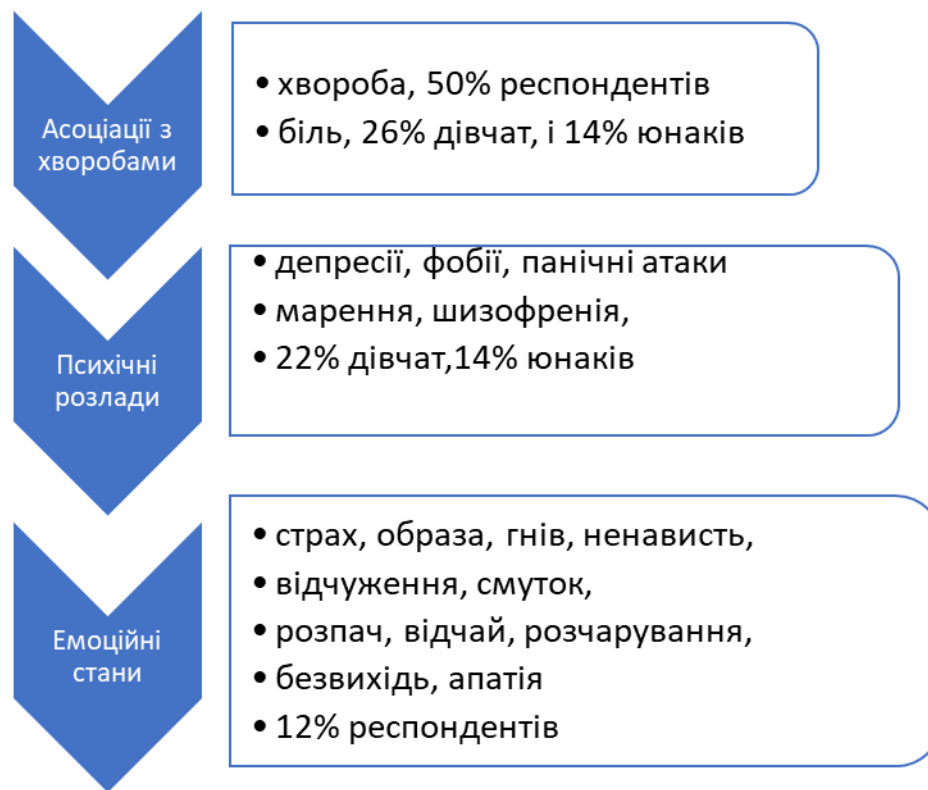 Асоціації з
хворобами
• хвороба, 50% респондентів
• біль, 26% дівчат, і 14% юнаків
Психічні
розлади
• депресії, фобії, панічні атаки
• марення, шизофренія,
• 22% дівчат,14% юнаків
Емоційні
стани
• страх, образа, гнів, ненависть,
• відчуження, смуток,
• розпач, відчай, розчарування,
• безвихідь, апатія
• 12% респондентів